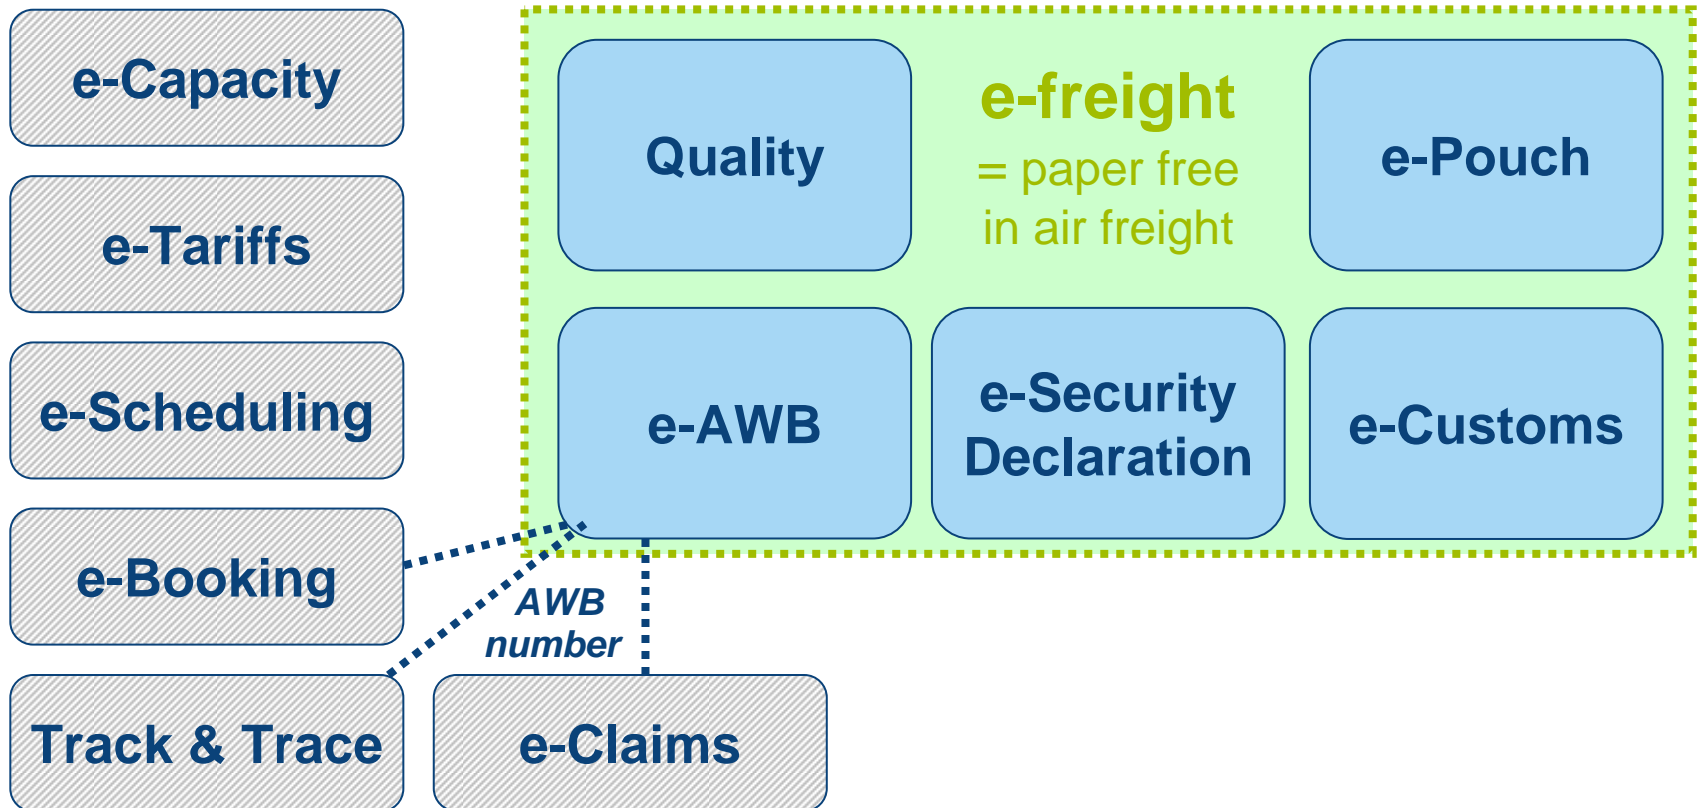 e-Capacity
e-Tariffs
e-Scheduling
e-Booking
Track & Trace
e-Claims
AWB
number
Quality
e-freight
= paper free
in air freight
e-Pouch
e-AWB
e-Security
Declaration
e-Customs